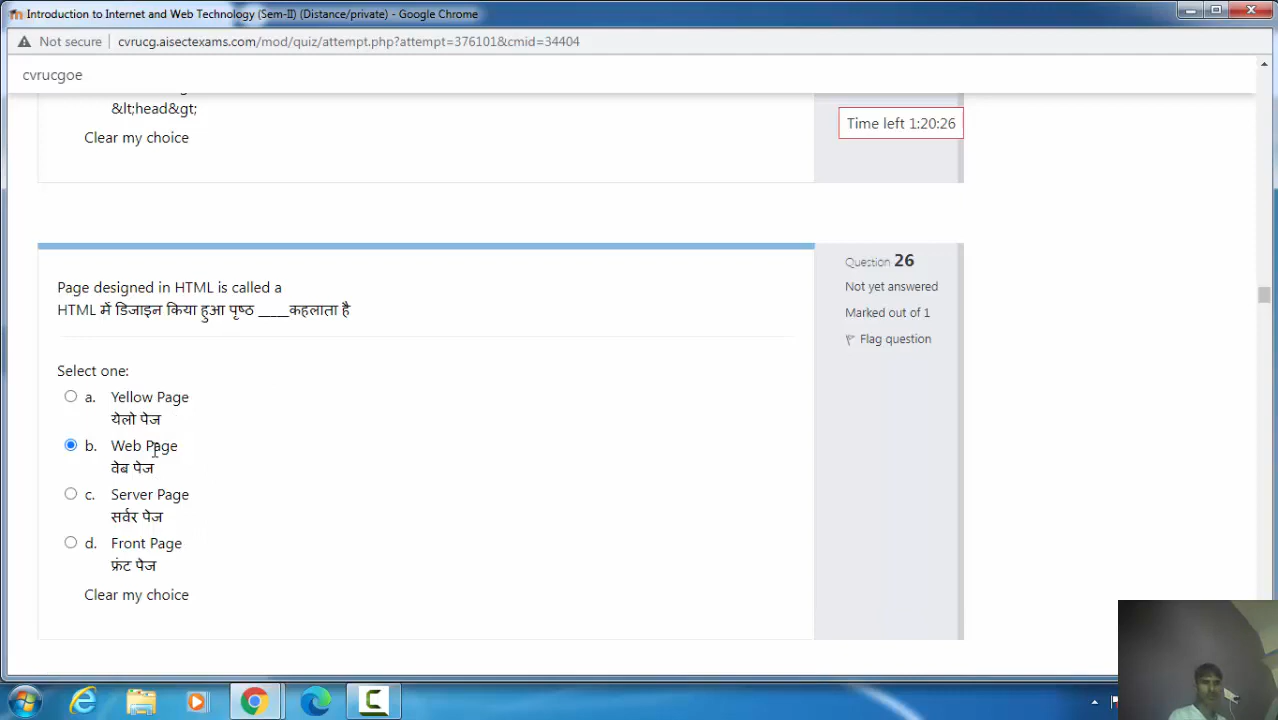 Introduction to Internet and Web Technology (Sem-II) (Distance/private) - Google Chrome
Not secure | cvrucg.aisectexams.com/mod/quiz/attempt.php?attempt=376101&cmid=34404
cvrucgoe
&lt;head&gt;
Time left 1:20:26
Clear my choice
Question 26
Not yet answered
Marked out of 1
Flag question
Page designed in HTML is called a
HTML में डिजाइन किया हुआ पृष्ठ _____कहलाता है
Select one:
a. Yellow Page
येलो पेज
b. Web Page
वेब पेज
c. Server Page
सर्वर पेज
d. Front Page
फ्रंट पेज
Clear my choice